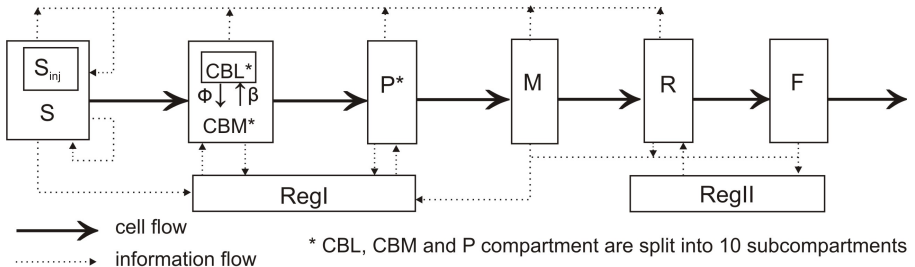 S_inj
S
CBL*
Φ β
CBM*
P*
M
R
F
RegI
RegII
cell flow
information flow
* CBL, CBM and P compartment are split into 10 subcompartments